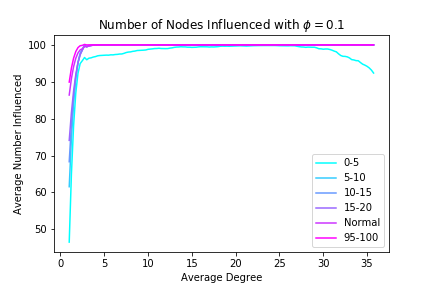 Number of Nodes Influenced with ϕ = 0.1
Average Number Influenced
100
90
80
70
60
50
0-5
5-10
10-15
15-20
Normal
95-100
0 5 10 15 20 25 30 35
Average Degree